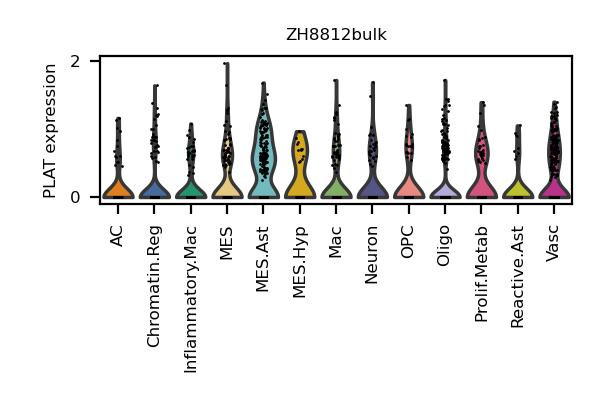 ZH8812bulk
PLAT expression
2
0
AC
Chromatin.Reg
Inflammatory.Mac
MES
MES.Ast
MES.Hyp
Mac
Neuron
OPC
Oligo
Prolif.Metab
Reactive.Ast
Vasc